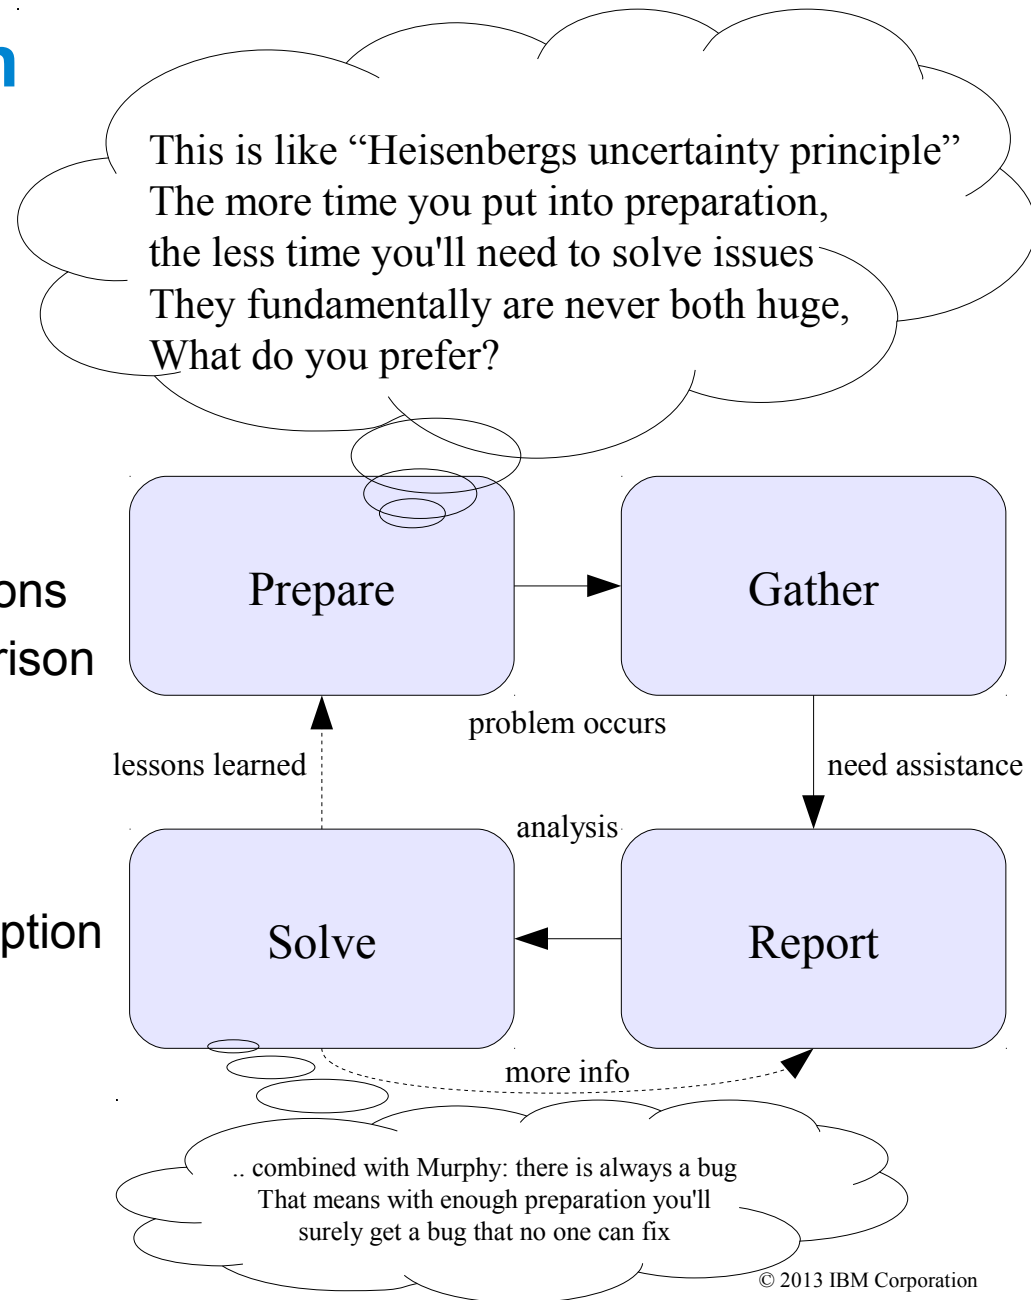 n
This is like “Heisenbergs uncertainty principle”
The more time you put into preparation,
the less time you'll need to solve issues
They fundamentally are never both huge,
What do you prefer?
ons
rison
Prepare
Gather
problem occurs
lessons learned
need assistance
analysis
ption
Solve
Report
more info
.. combined with Murphy: there is always a bug
That means with enough preparation you'll
surely get a bug that no one can fix
© 2013 IBM Corporation